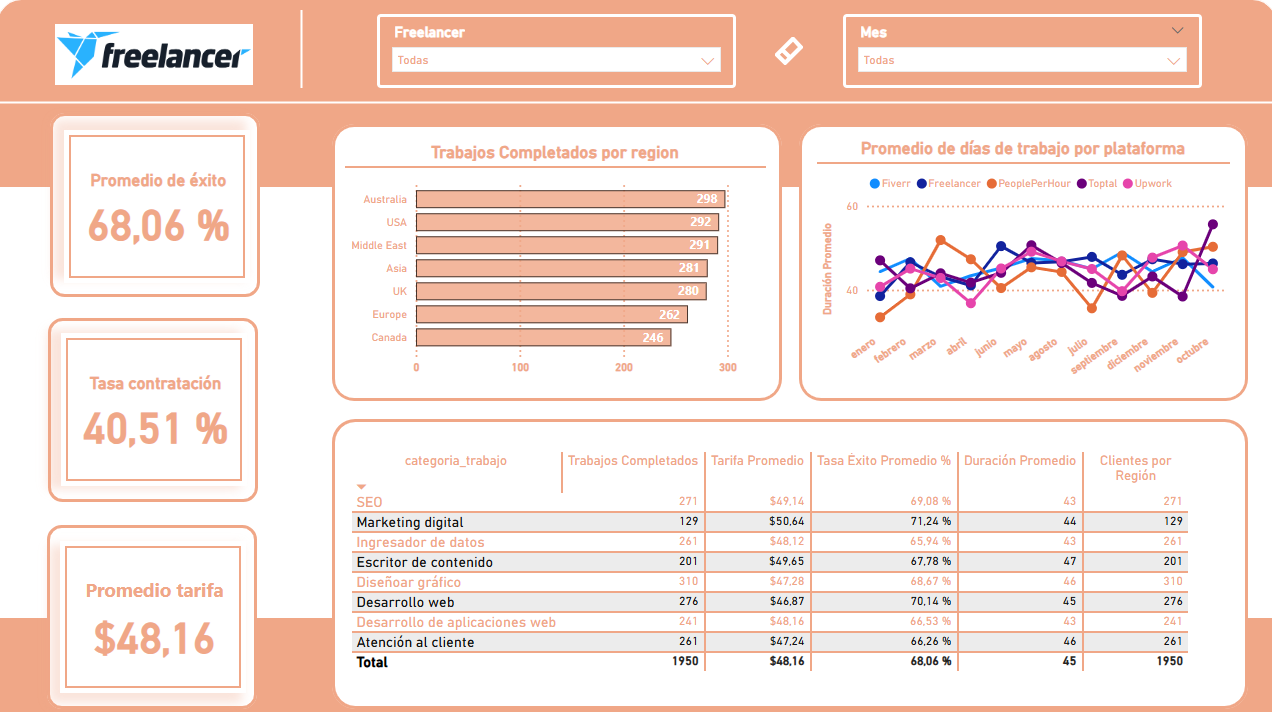 freelancer
Freelancer
Todas
Mes
Todas
Promedio de éxito
68,06 %
Tasa contratación
40,51 %
Promedio tarifa
$48,16
Trabajos Completados por region
Australia 298
USA 292
Middle East 291
Asia 281
UK 280
Europe 262
Canada 246
0 100 200 300
Promedio de días de trabajo por plataforma
Fiverr Freelancer PeoplePerHour Toptal Upwork
Duración Promedio
60
40
enero febrero marzo abril junio mayo agosto julio septiembre diciembre noviembre octubre
categoria_trabajo Trabajos Completados Tarifa Promedio Tasa Éxito Promedio % Duración Promedio Clientes por
Región
SEO 271 $49,14 69,08 % 43 271
Marketing digital 129 $50,64 71,24 % 44 129
Ingresador de datos 261 $48,12 65,94 % 43 261
Escritor de contenido 201 $49,65 67,78 % 47 201
Diseñoar gráfico 310 $47,28 68,67 % 46 310
Desarrollo web 276 $46,87 70,14 % 45 276
Desarrollo de aplicaciones web 241 $48,16 66,53 % 43 241
Atención al cliente 261 $47,24 66,26 % 46 261
Total 1950 $48,16 68,06 % 45 1950